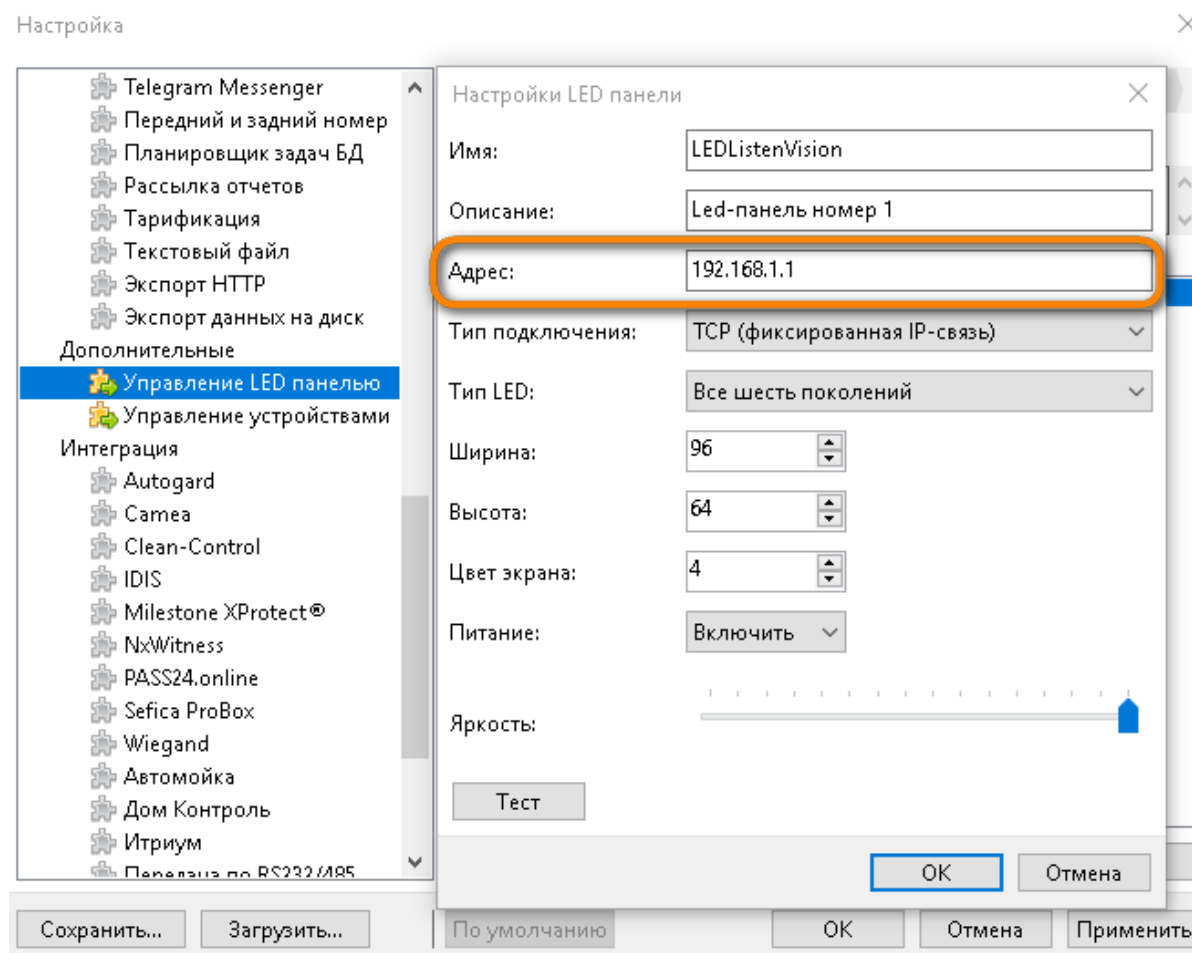 Настройка
Telegram Messenger
Передний и задний номер
Планировщик задач БД
Рассылка отчетов
Тарификация
Текстовый файл
Экспорт HTTP
Экспорт данных на диск
Дополнительные
Управление LED панелью
Управление устройствами
Интеграция
Autogard
Camea
Clean-Control
IDIS
Milestone XProtect®
NxWitness
PASS24.online
Sefica ProBox
Wiegand
Автомойка
Дом Контроль
Итриум
Передача по RS232/485
Настройки LED панели
Имя: LEDListenVision
Описание: Led-панель номер 1
Адрес: 192.168.1.1
Тип подключения: TCP (фиксированная IP-связь)
Тип LED: Все шесть поколений
Ширина: 96
Высота: 64
Цвет экрана: 4
Питание: Включить
Яркость:
Тест
OK Отмена
Сохранить... Загрузить... По умолчанию OK Отмена Применить